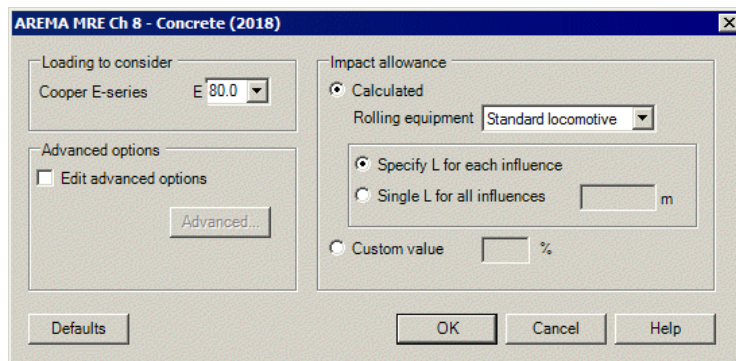 AREMA MRE Ch 8 - Concrete (2018)
Loading to consider
Cooper E-series E 80.0
Advanced options
Edit advanced options
Advanced...
Impact allowance
Calculated
Rolling equipment Standard locomotive
Specify L for each influence
Single L for all influences m
Custom value %
Defaults OK Cancel Help